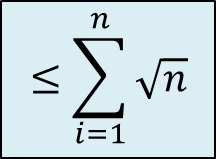 ≤ ∑_{i=1}^{n} √n